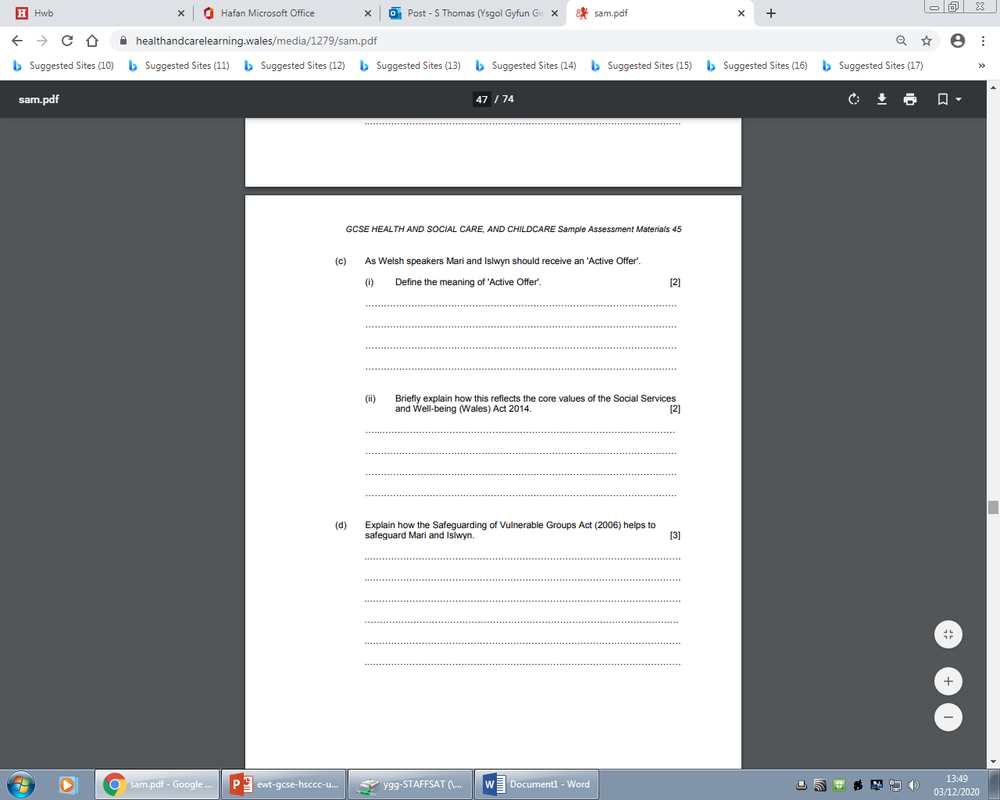 Hwb
Hafan Microsoft Office
Post - S Thomas (Ysgol Gyfun Gw
sam.pdf
healthandcarelearning.wales/media/1279/sam.pdf
Suggested Sites (10)
Suggested Sites (11)
Suggested Sites (12)
Suggested Sites (13)
Suggested Sites (14)
Suggested Sites (15)
Suggested Sites (16)
Suggested Sites (17)
sam.pdf
47 / 74
GCSE HEALTH AND SOCIAL CARE, AND CHILDCARE Sample Assessment Materials 45
(c) As Welsh speakers Mari and Islwyn should receive an 'Active Offer'.
(i) Define the meaning of 'Active Offer'. [2]
(ii) Briefly explain how this reflects the core values of the Social Services
and Well-being (Wales) Act 2014. [2]
(d) Explain how the Safeguarding of Vulnerable Groups Act (2006) helps to
safeguard Mari and Islwyn. [3]
sam.pdf - Google ...
ewt-gcse-hsccc-u...
ygg-STAFFSAT (\\...
Document1 - Word
13:49
03/12/2020